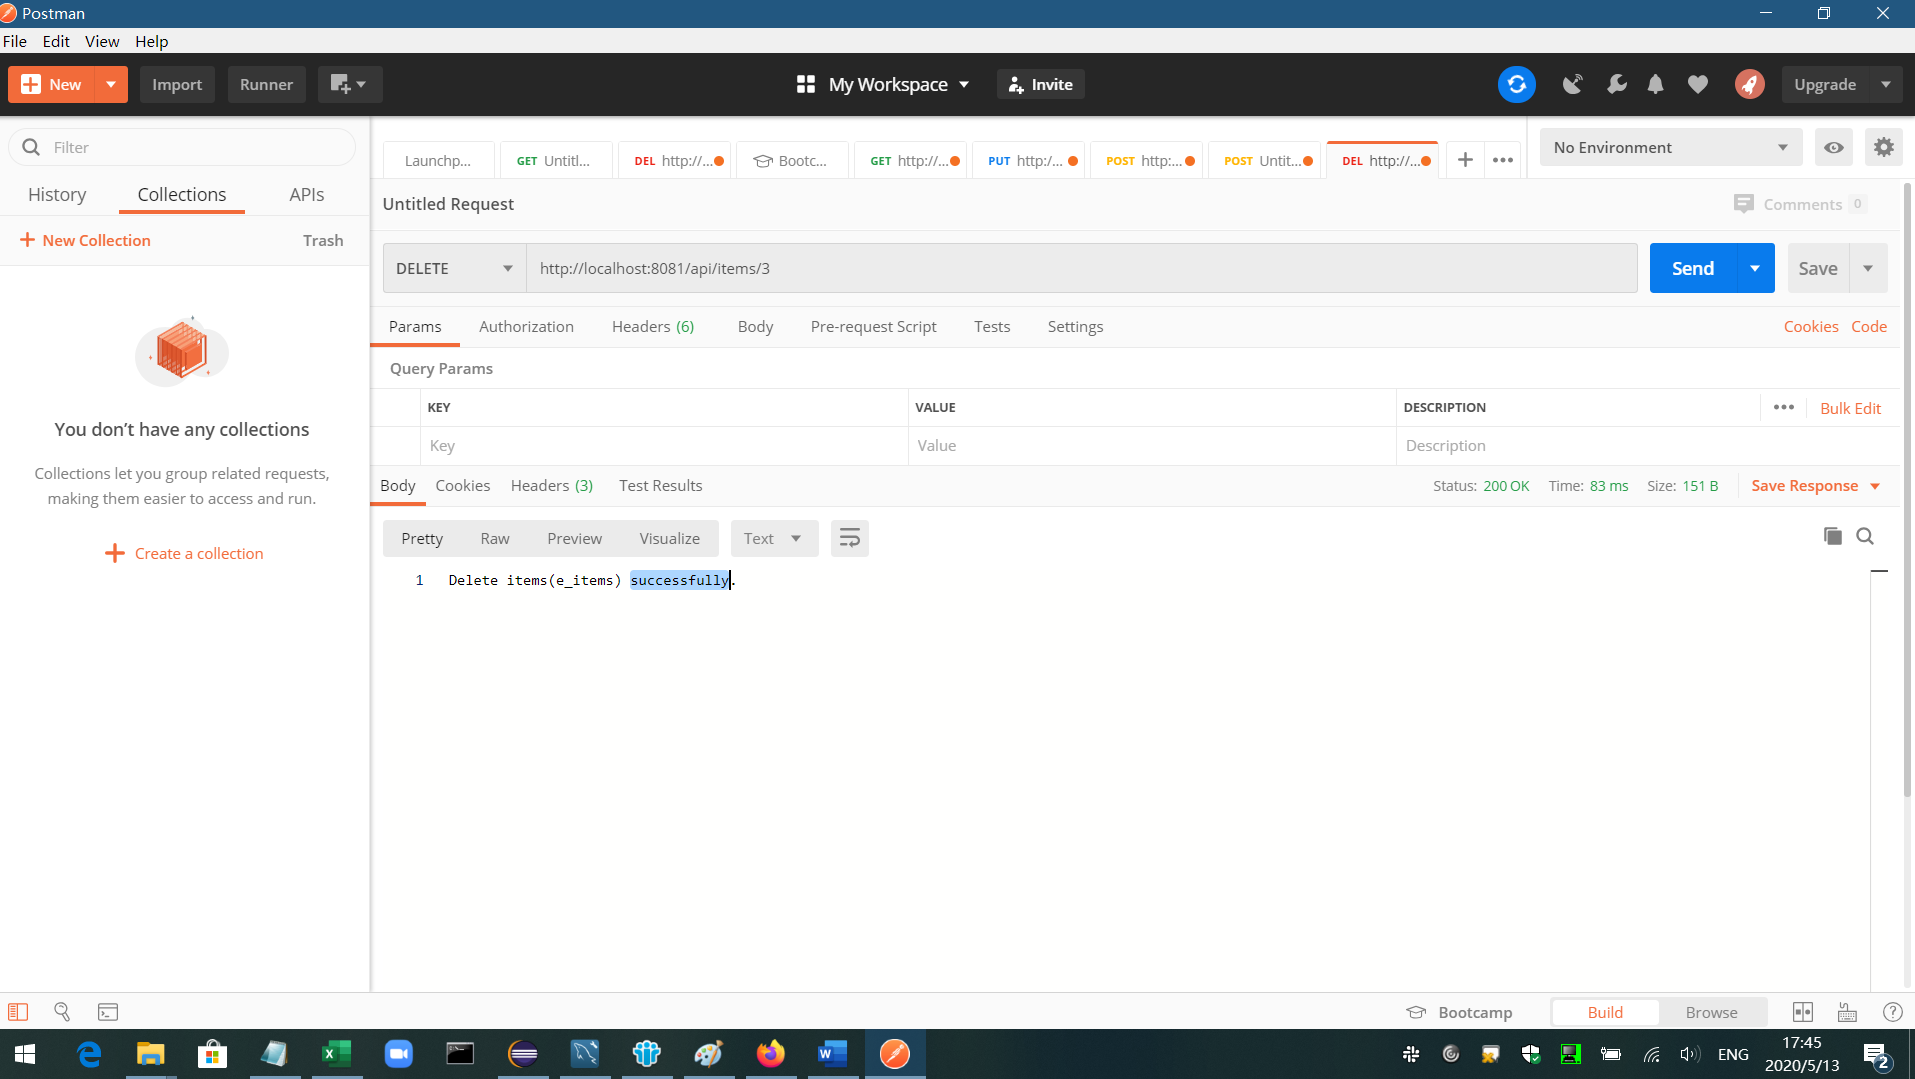 Postman
File Edit View Help
New Import Runner My Workspace Invite Upgrade
Filter
History Collections APIs
New Collection Trash
You don’t have any collections
Collections let you group related requests,
making them easier to access and run.
Create a collection
Launchp... GET Untitl... DEL http://... Bootc... GET http://... PUT http:/... POST http:... POST Untit... DEL http://... No Environment
Untitled Request Comments 0
DELETE http://localhost:8081/api/items/3 Send Save
Params Authorization Headers (6) Body Pre-request Script Tests Settings Cookies Code
Query Params
KEY VALUE DESCRIPTION Bulk Edit
Key Value Description
Body Cookies Headers (3) Test Results Status: 200 OK Time: 83 ms Size: 151 B Save Response
Pretty Raw Preview Visualize Text
1 Delete items(e_items) successfully.
Bootcamp Build Browse
ENG 17:45
2020/5/13 2